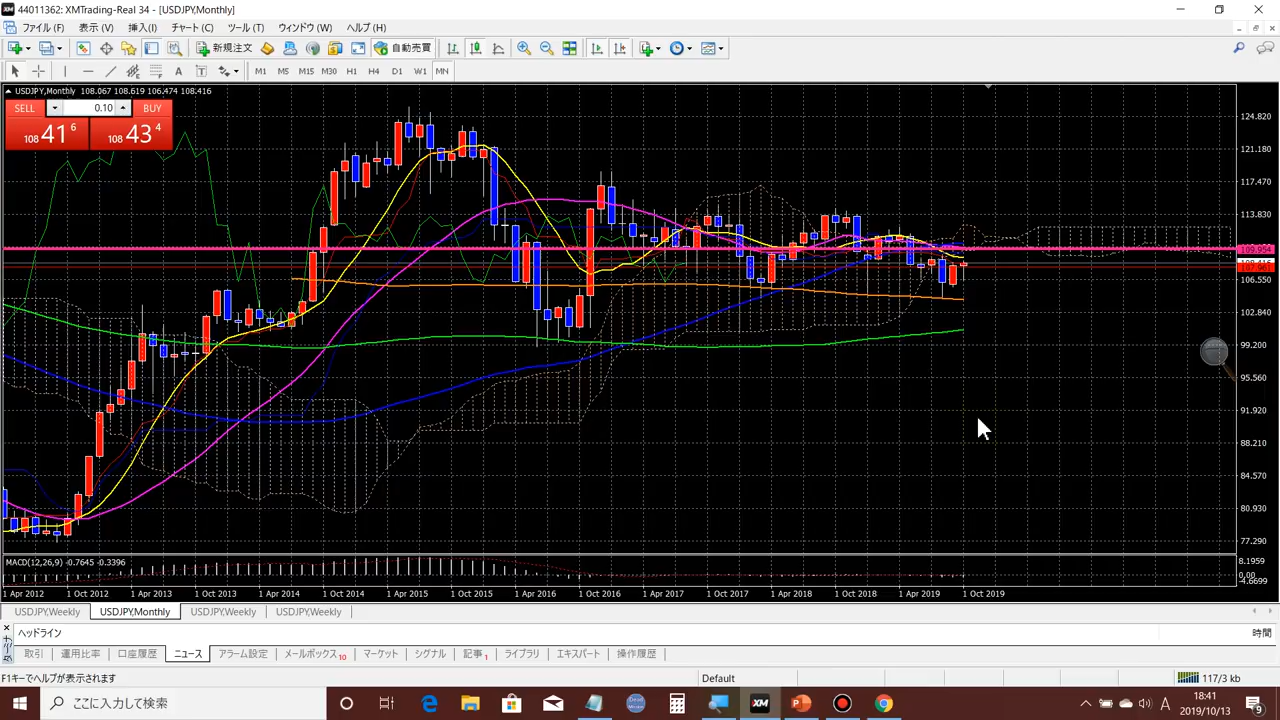 44011362: XMTrading-Real 34 - [USDJPY,Monthly]
ファイル (F) 表示 (V) 挿入(I) チャート (C) ツール (T) ウィンドウ (W) ヘルプ (H)
新規注文 自動売買
A T M1 M5 M15 M30 H1 H4 D1 W1 MN
USDJPY,Monthly 108.067 108.619 106.474 108.416
SELL 0.10 BUY
108 41 6 108 43 4
124.820
121.180
117.470
113.830
109.954
107.961
106.550
102.840
99.200
95.560
91.920
88.210
84.570
80.930
77.290
MACD(12,26,9) -0.7645 -0.3396
8.1959
0.00
-4.6699
1 Apr 2012 1 Oct 2012 1 Apr 2013 1 Oct 2013 1 Apr 2014 1 Oct 2014 1 Apr 2015 1 Oct 2015 1 Apr 2016 1 Oct 2016 1 Apr 2017 1 Oct 2017 1 Apr 2018 1 Oct 2018 1 Apr 2019 1 Oct 2019
USDJPY,Weekly USDJPY,Monthly USDJPY,Weekly USDJPY,Weekly
ヘッドライン 時間
取引 運用比率 口座履歴 ニュース アラーム設定 メールボックス 10 マーケット シグナル 記事 1 ライブラリ エキスパート 操作履歴
F1キーでヘルプが表示されます Default 117/3 kb
ここに入力して検索 XM A 18:41
2019/10/13